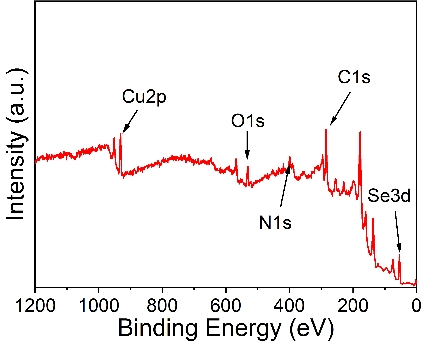 Intensity (a.u.)
Cu2p
O1s
N1s
C1s
Se3d
1200 1000 800 600 400 200 0
Binding Energy (eV)